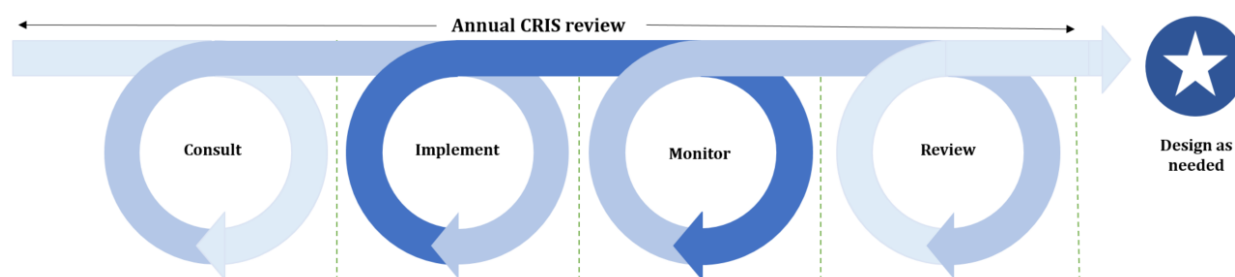 Annual CRIS review
Consult
Implement
Monitor
Review
Design as
needed